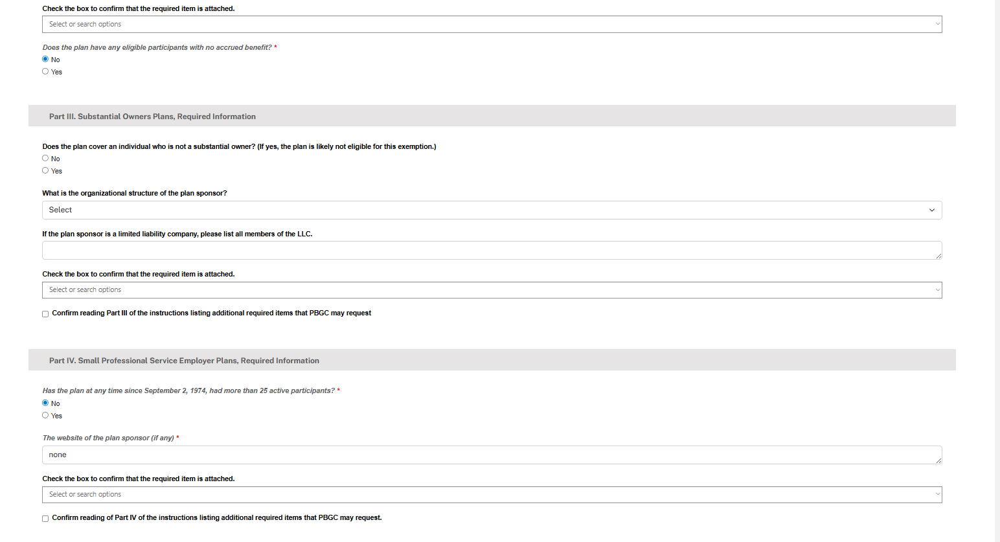 Check the box to confirm that the required item is attached.
Select or search options
Does the plan have any eligible participants with no accrued benefit? *
No
Yes
Part III. Substantial Owners Plans, Required Information
Does the plan cover an individual who is not a substantial owner? (If yes, the plan is likely not eligible for this exemption.)
No
Yes
What is the organizational structure of the plan sponsor?
Select
If the plan sponsor is a limited liability company, please list all members of the LLC.
Check the box to confirm that the required item is attached.
Select or search options
Confirm reading Part III of the instructions listing additional required items that PBGC may request
Part IV. Small Professional Service Employer Plans, Required Information
Has the plan at any time since September 2, 1974, had more than 25 active participants? *
No
Yes
The website of the plan sponsor (if any) *
none
Check the box to confirm that the required item is attached.
Select or search options
Confirm reading of Part IV of the instructions listing additional required items that PBGC may request.